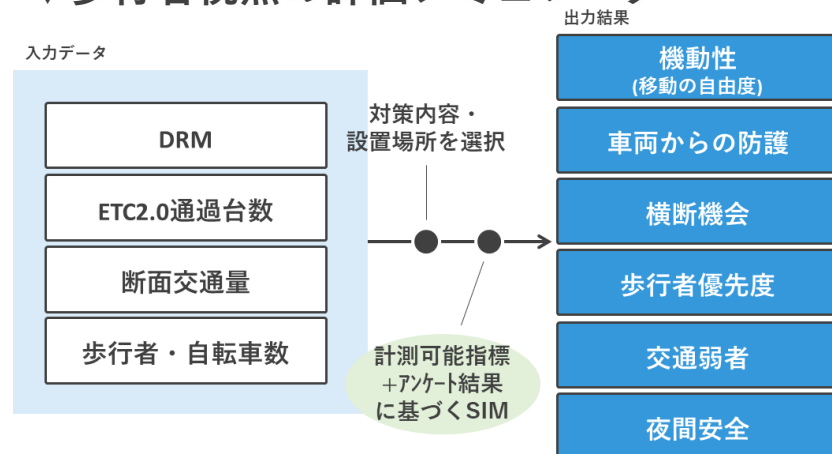 出力結果
入力データ
機動性
(移動の自由度)
DRM
対策内容・
設置場所を選択
車両からの防護
ETC2.0通過台数
横断機会
断面交通量
歩行者優先度
歩行者・自転車数
計測可能指標
+アンケート結果
に基づくSIM
交通弱者
夜間安全